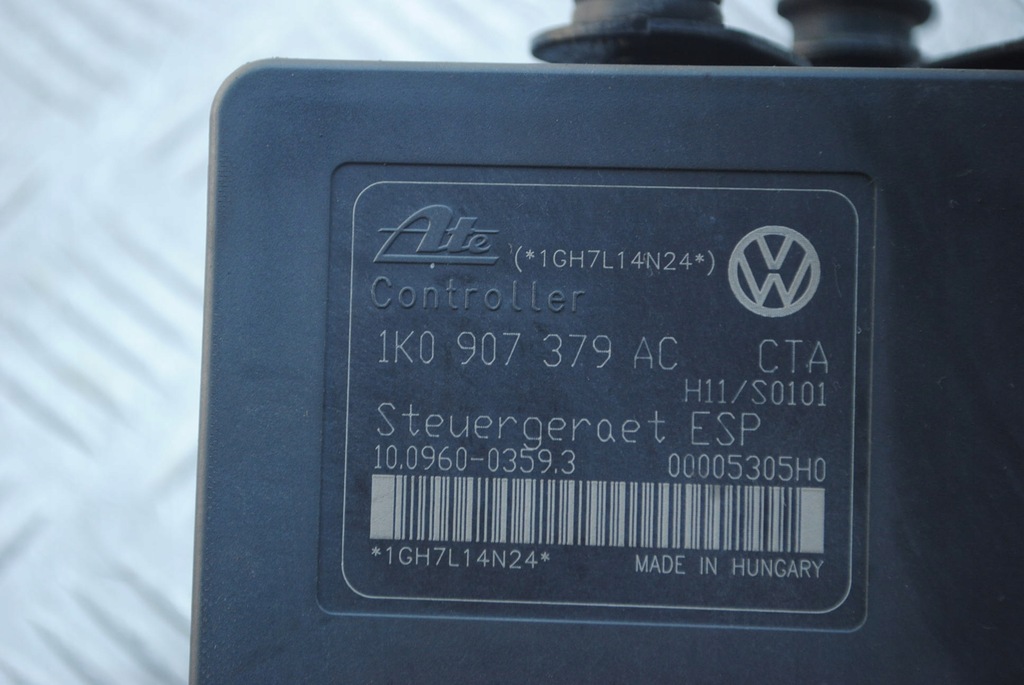 Ate (*1GH7L14N24*) VW
Controller
1K0 907 379 AC CTA
H11/S0101
Steuergeraet ESP
10.0960-0359.3 00005305H0
*1GH7L14N24* MADE IN HUNGARY